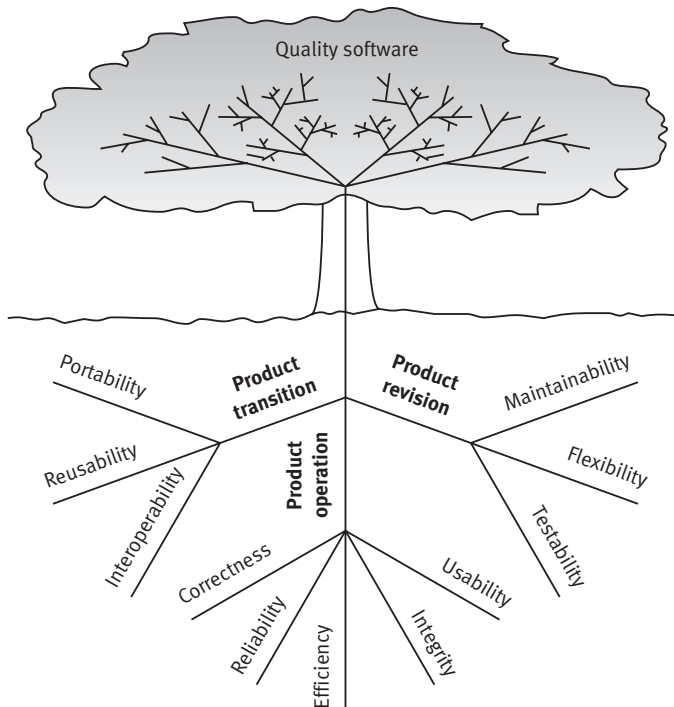 Quality software
Portability
Product
transition
Product
revision
Maintainability
Reusability
Interoperability
Product
operation
Flexibility
Testability
Correctness
Reliability
Efficiency
Integrity
Usability